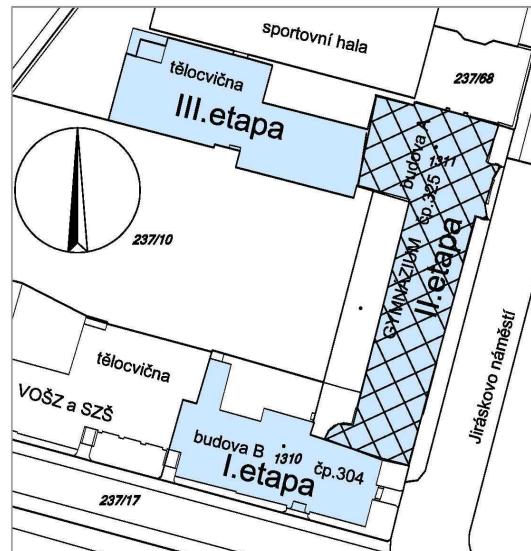 sportovní hala
tělocvična
237/68
III.etapa
budova A
1311
čp.325
GYMNÁZIUM
II.etapa
237/10
tělocvična
VOŠZ a SZŠ
Jiráskovo náměstí
budova B
1310
čp.304
I.etapa
237/17